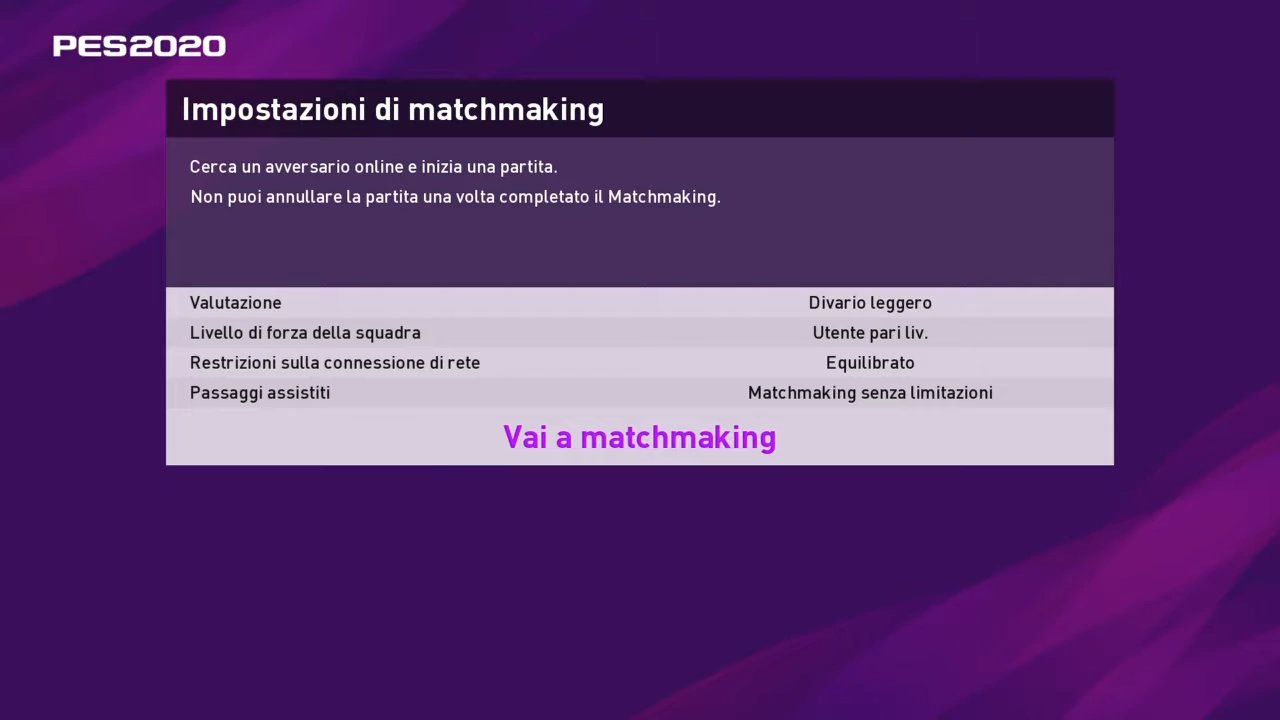 PES2020
Impostazioni di matchmaking
Cerca un avversario online e inizia una partita.
Non puoi annullare la partita una volta completato il Matchmaking.
Valutazione Divario leggero
Livello di forza della squadra Utente pari liv.
Restrizioni sulla connessione di rete Equilibrato
Passaggi assistiti Matchmaking senza limitazioni
Vai a matchmaking